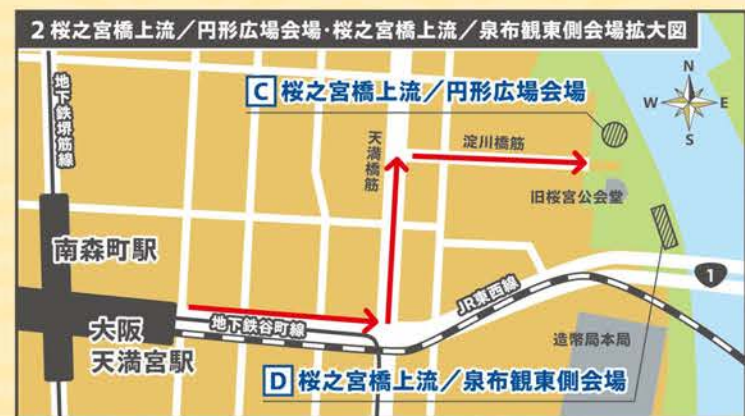 2 桜之宮橋上流／円形広場会場・桜之宮橋上流／泉布観東側会場拡大図
地下鉄堺筋線
C 桜之宮橋上流／円形広場会場
N
W
E
S
天満橋筋
淀川橋筋
旧桜宮公会堂
南森町駅
JR東西線
1
大阪
天満宮駅
地下鉄谷町線
造幣局本局
D 桜之宮橋上流／泉布観東側会場